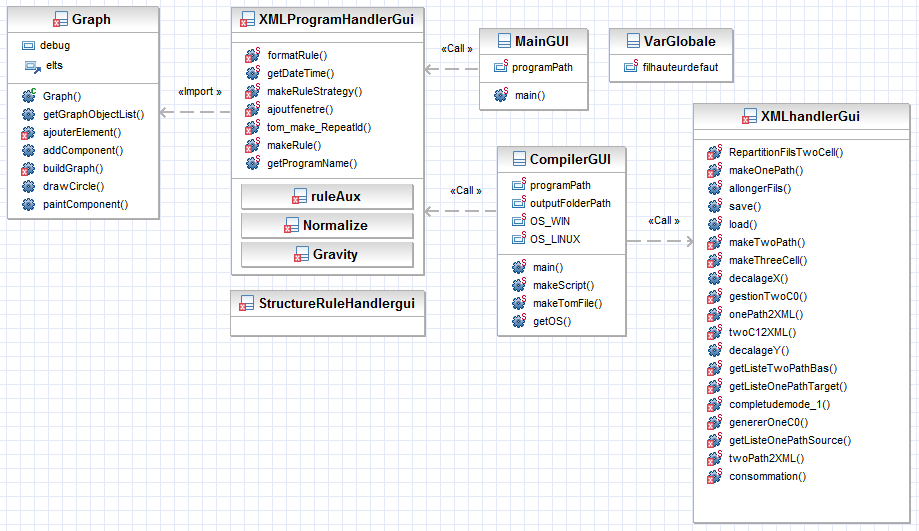 Graph
debug
elts
Graph()
getGraphObjectList()
ajouterElement()
addComponent()
buildGraph()
drawCircle()
paintComponent()
«Import »
XMLProgramHandlerGui
formatRule()
getDateTime()
makeRuleStrategy()
ajoutfenetre()
tom_make_RepeatId()
makeRule()
getProgramName()
ruleAux
Normalize
Gravity
StructureRuleHandlergui
«Call »
MainGUI
programPath
main()
VarGlobale
filhauteurdefaut
«Call »
CompilerGUI
programPath
outputFolderPath
OS_WIN
OS_LINUX
main()
makeScript()
makeTomFile()
getOS()
«Call »
XMLhandlerGui
RepartitionFilsTwoCell()
makeOnePath()
allongerFils()
save()
load()
makeTwoPath()
makeThreeCell()
decalageX()
gestionTwoC0()
onePath2XML()
twoC12XML()
decalageY()
getListeTwoPathBas()
getListeOnePathTarget()
completudemode_1()
genererOneC0()
getListeOnePathSource()
twoPath2XML()
consommation()